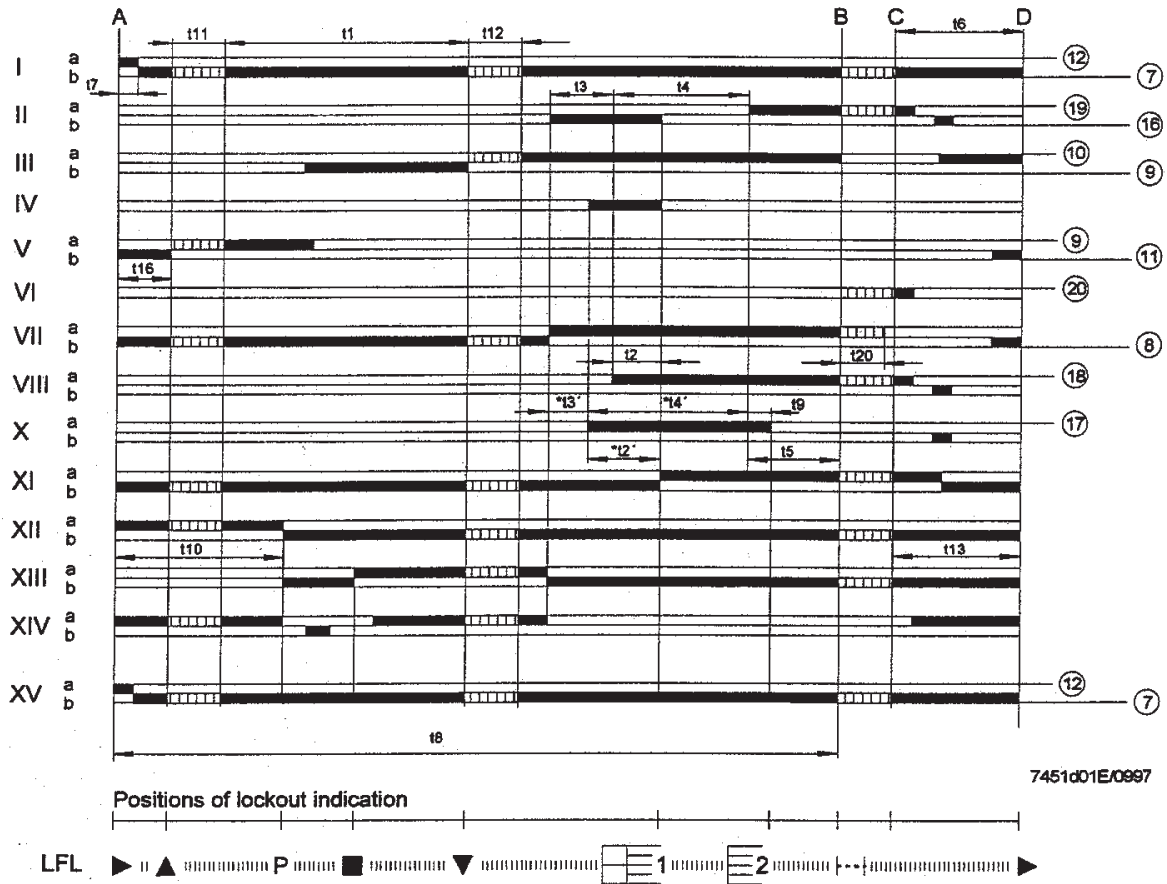 A B C D
t11 t1 t12 t6
I a 12
b 7
t7 t3 t4
II a 19
b 16
III a 10
b 9
IV
V a 9
b 11
t16
VI 20
VII a
b 8
t2 t20
VIII a 18
b
*t3´ *t4´ t9
X a 17
b
*t2´ t5
XI a
b
XII a
b
t10 t13
XIII a
b
XIV a
b
XV a 12
b 7
t8
7451d01E/0997
Positions of lockout indication
LFL P 1 2